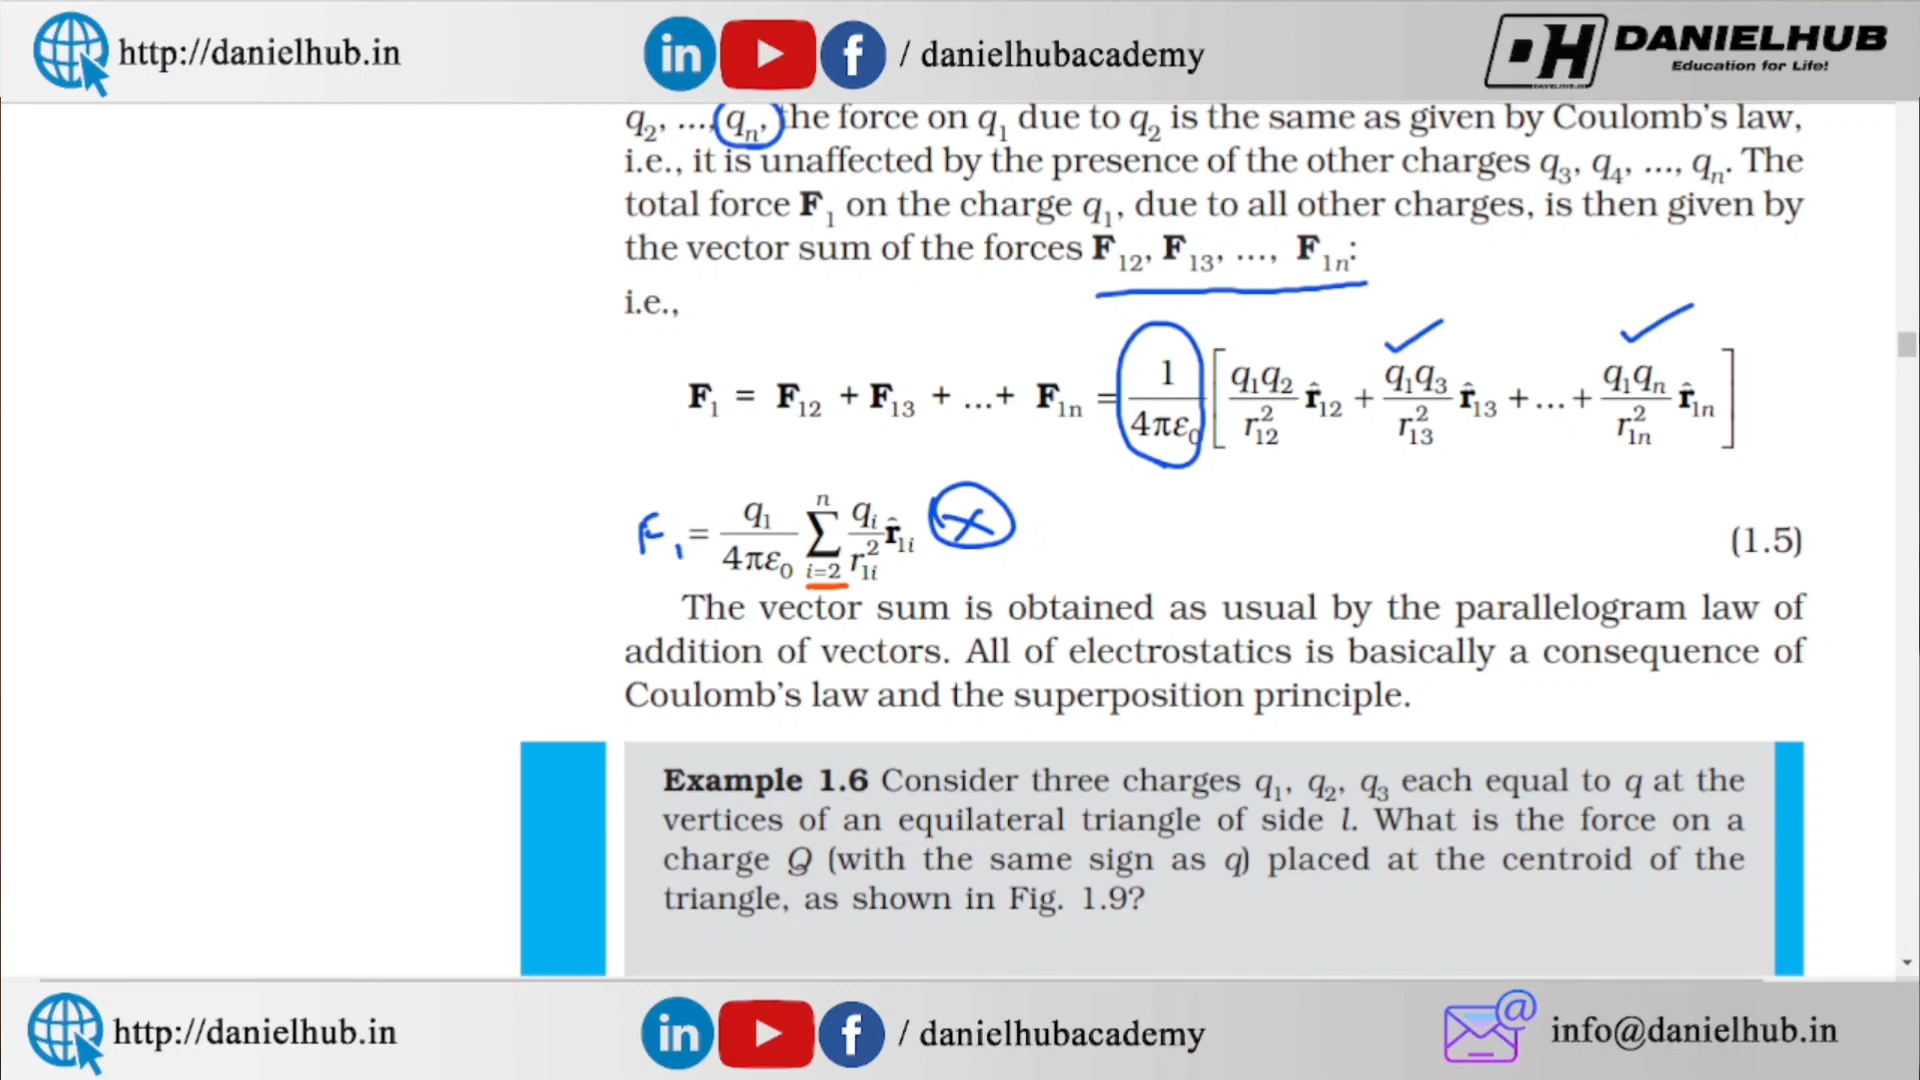 http://danielhub.in
in f / danielhubacademy
DH DANIELHUB
Education for Life!
q₂, ..., qₙ, the force on q₁ due to q₂ is the same as given by Coulomb's law,
i.e., it is unaffected by the presence of the other charges q₃, q₄, ..., qₙ. The
total force F₁ on the charge q₁, due to all other charges, is then given by
the vector sum of the forces F₁₂, F₁₃, ..., F₁ₙ:
i.e.,
F₁ = F₁₂ + F₁₃ + ...+ F₁ₙ = 1/4πε₀ [ q₁q₂/r₁₂² r̂₁₂ + q₁q₃/r₁₃² r̂₁₃ + ... + q₁qₙ/r₁ₙ² r̂₁ₙ ]
F₁ = q₁/4πε₀ ∑ᵢ₌₂ⁿ qᵢ/r₁ᵢ² r̂₁ᵢ x (1.5)
The vector sum is obtained as usual by the parallelogram law of
addition of vectors. All of electrostatics is basically a consequence of
Coulomb's law and the superposition principle.
Example 1.6 Consider three charges q₁, q₂, q₃ each equal to q at the
vertices of an equilateral triangle of side l. What is the force on a
charge Q (with the same sign as q) placed at the centroid of the
triangle, as shown in Fig. 1.9?
http://danielhub.in
in f / danielhubacademy
@ info@danielhub.in